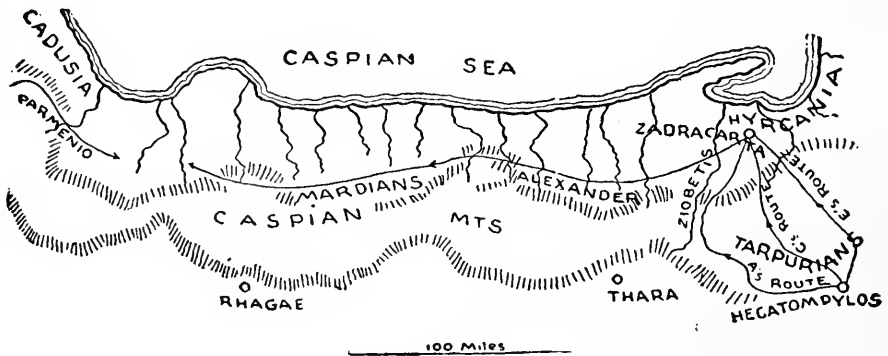 CADUSIA
CASPIAN SEA
PARMENIO
HYRCANIA
ZADRACARTA
ZIOBETIS
MARDIANS
ALEXANDER
CASPIAN
MTS
C's ROUTE
E's ROUTE
TARPURIANS
A's ROUTE
RHAGAE
THARA
HECATOMPYLOS
100 Miles